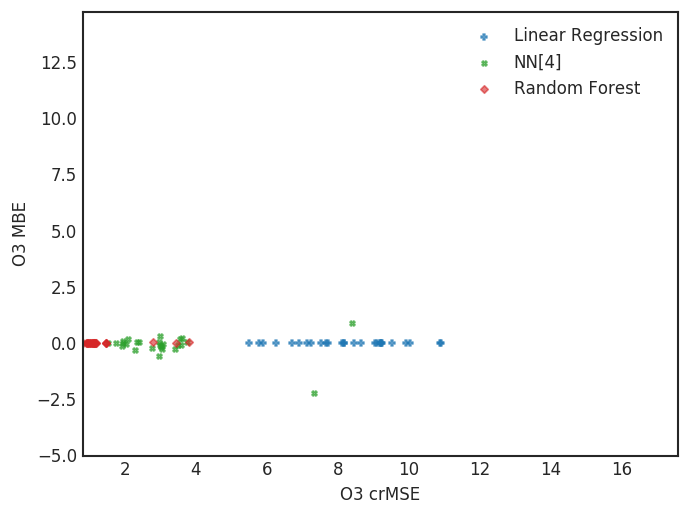 Linear Regression
NN[4]
Random Forest
12.5
10.0
7.5
5.0
2.5
0.0
−2.5
−5.0
O3 MBE
2 4 6 8 10 12 14 16
O3 crMSE